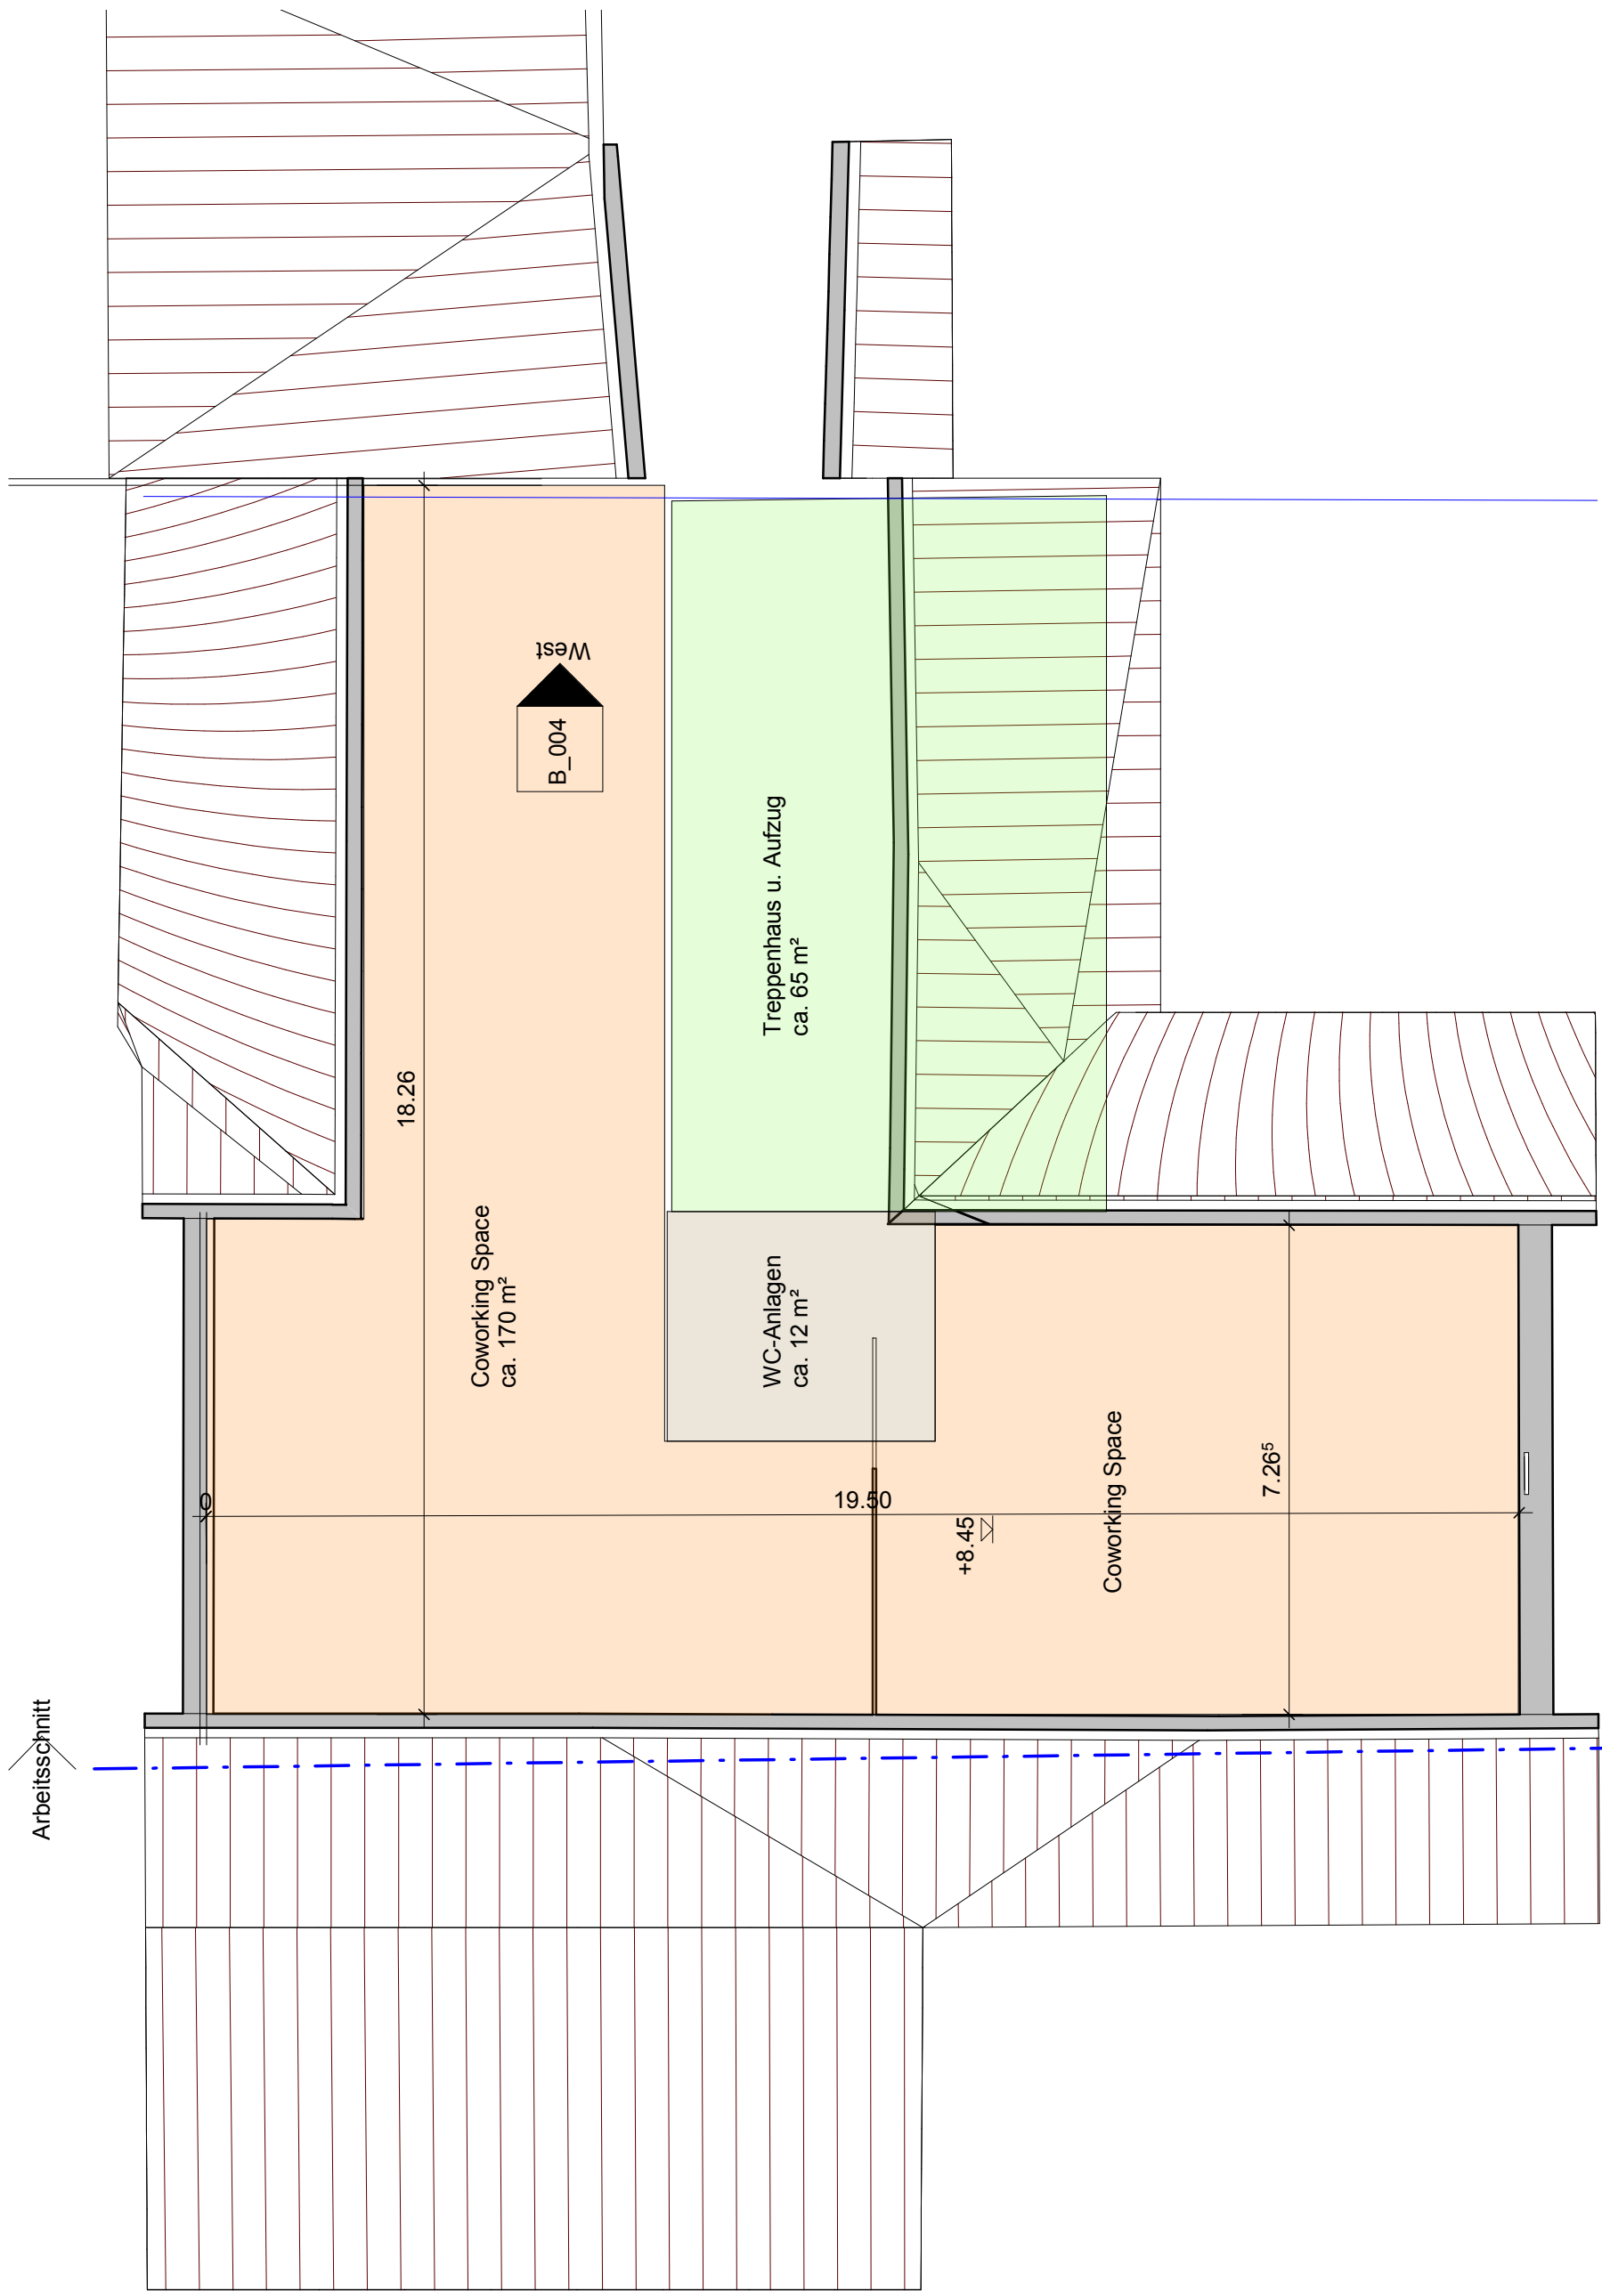 West
B_004
Treppenhaus u. Aufzug
ca. 65 m²
18.26
Coworking Space
ca. 170 m²
WC-Anlagen
ca. 12 m²
Coworking Space
7.26⁵
0
19.50
+8.45
Arbeitsschnitt